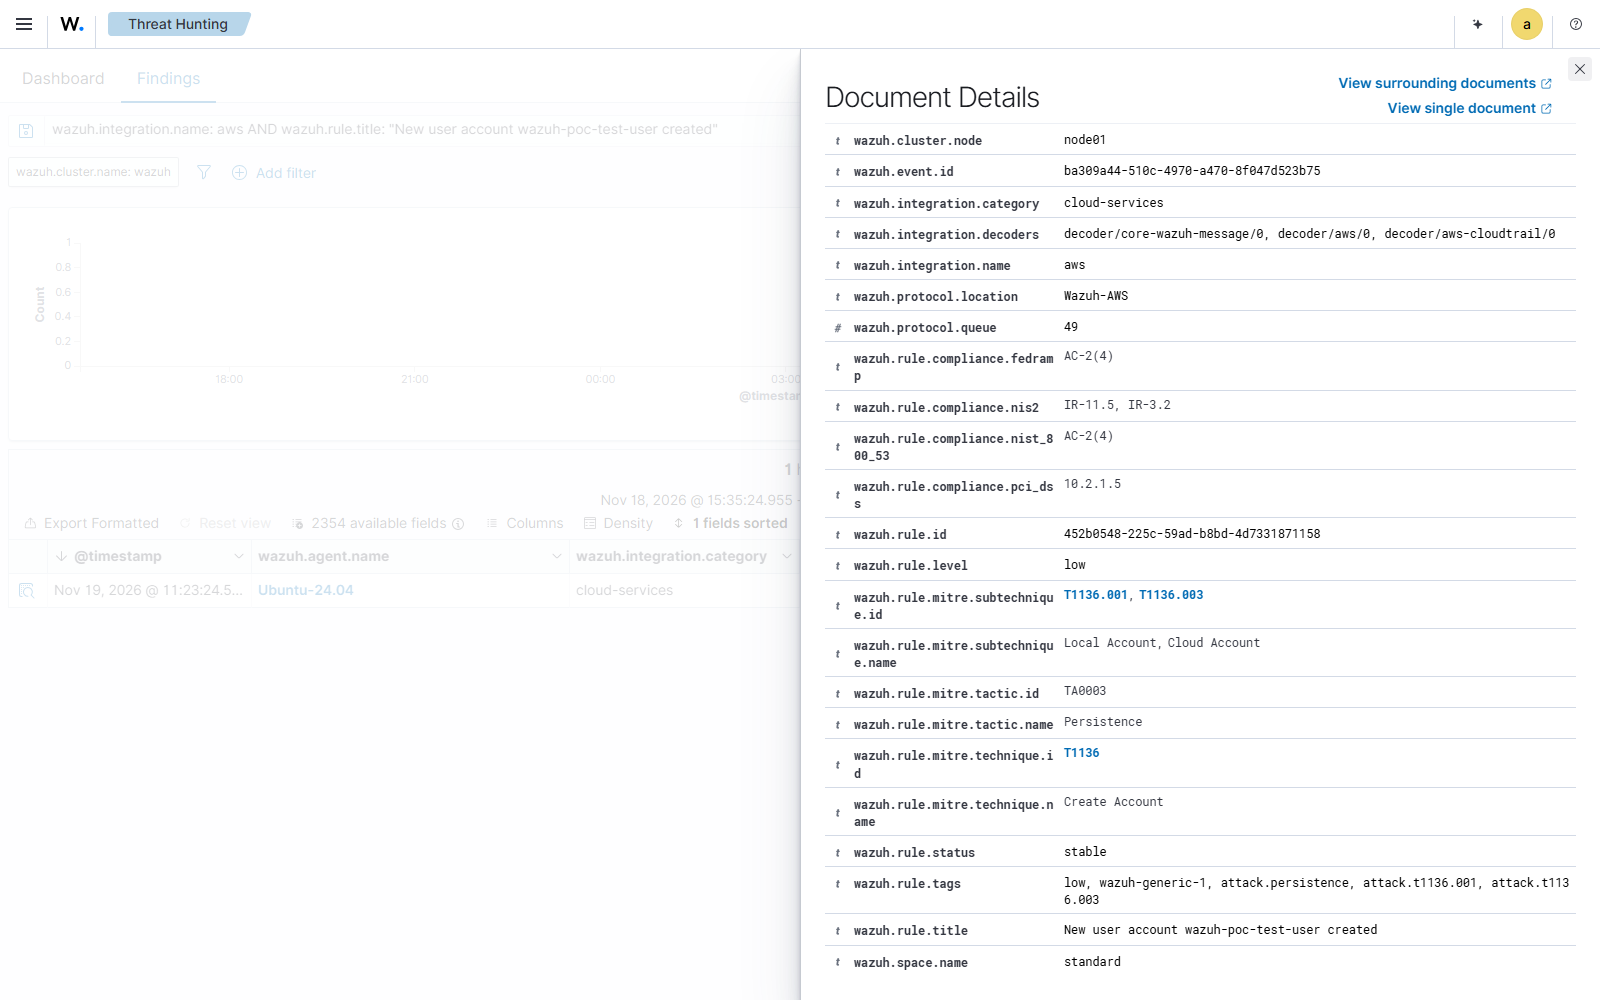 W.
Threat Hunting
a
Dashboard
Findings
wazuh.integration.name: aws AND wazuh.rule.title: "New user account wazuh-poc-test-user created"
wazuh.cluster.name: wazuh
Add filter
Count
1
0.8
0.6
0.4
0.2
0
18:00
21:00
00:00
03:00
@timestar
1 h
Nov 18, 2026 @ 15:35:24.955 -
Export Formatted
Reset view
2354 available fields
Columns
Density
1 fields sorted
@timestamp
wazuh.agent.name
wazuh.integration.category
Nov 19, 2026 @ 11:23:24.5...
Ubuntu-24.04
cloud-services
Document Details
View surrounding documents
View single document
t wazuh.cluster.node node01
t wazuh.event.id ba309a44-510c-4970-a470-8f047d523b75
t wazuh.integration.category cloud-services
t wazuh.integration.decoders decoder/core-wazuh-message/0, decoder/aws/0, decoder/aws-cloudtrail/0
t wazuh.integration.name aws
t wazuh.protocol.location Wazuh-AWS
# wazuh.protocol.queue 49
t wazuh.rule.compliance.fedram AC-2(4)
p
t wazuh.rule.compliance.nis2 IR-11.5, IR-3.2
t wazuh.rule.compliance.nist_8 AC-2(4)
00_53
t wazuh.rule.compliance.pci_ds 10.2.1.5
s
t wazuh.rule.id 452b0548-225c-59ad-b8bd-4d7331871158
t wazuh.rule.level low
t wazuh.rule.mitre.subtechniqu T1136.001, T1136.003
e.id
t wazuh.rule.mitre.subtechniqu Local Account, Cloud Account
e.name
t wazuh.rule.mitre.tactic.id TA0003
t wazuh.rule.mitre.tactic.name Persistence
t wazuh.rule.mitre.technique.i T1136
d
t wazuh.rule.mitre.technique.n Create Account
ame
t wazuh.rule.status stable
t wazuh.rule.tags low, wazuh-generic-1, attack.persistence, attack.t1136.001, attack.t113
6.003
t wazuh.rule.title New user account wazuh-poc-test-user created
t wazuh.space.name standard